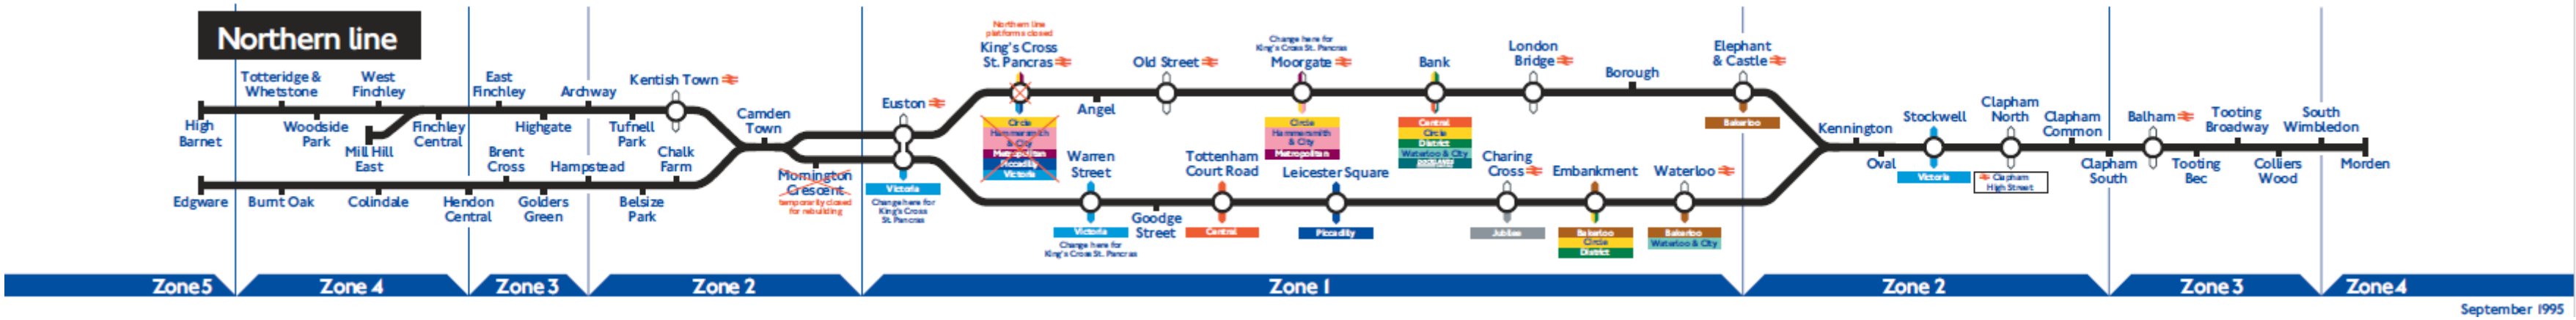 Northern line
High
Barnet
Totteridge &
Whetstone
Woodside
Park
West
Finchley
Mill Hill
East
Finchley
Central
East
Finchley
Highgate
Archway
Tufnell
Park
Kentish Town
Edgware
Burnt Oak
Colindale
Hendon
Central
Brent
Cross
Golders
Green
Hampstead
Belsize
Park
Chalk
Farm
Camden
Town
Mornington
Crescent
temporarily closed
for rebuilding
Euston
Victoria
Change here for
King's Cross
St. Pancras
Northern line
platforms closed
King's Cross
St. Pancras
Circle
Hammersmith
& City
Metropolitan
Piccadilly
Victoria
Angel
Old Street
Change here for
King's Cross St. Pancras
Moorgate
Circle
Hammersmith
& City
Metropolitan
Bank
Central
Circle
District
Waterloo & City
London
Bridge
Borough
Elephant
& Castle
Bakerloo
Warren
Street
Victoria
Change here for
King's Cross St. Pancras
Goodge
Street
Tottenham
Court Road
Central
Leicester Square
Piccadilly
Charing
Cross
Jubilee
Embankment
Bakerloo
Circle
District
Waterloo
Bakerloo
Waterloo & City
Kennington
Oval
Stockwell
Victoria
Clapham
North
Clapham
High Street
Clapham
Common
Clapham
South
Balham
Tooting
Bec
Tooting
Broadway
Colliers
Wood
South
Wimbledon
Morden
Zone 5
Zone 4
Zone 3
Zone 2
Zone 1
Zone 2
Zone 3
Zone 4
September 1995